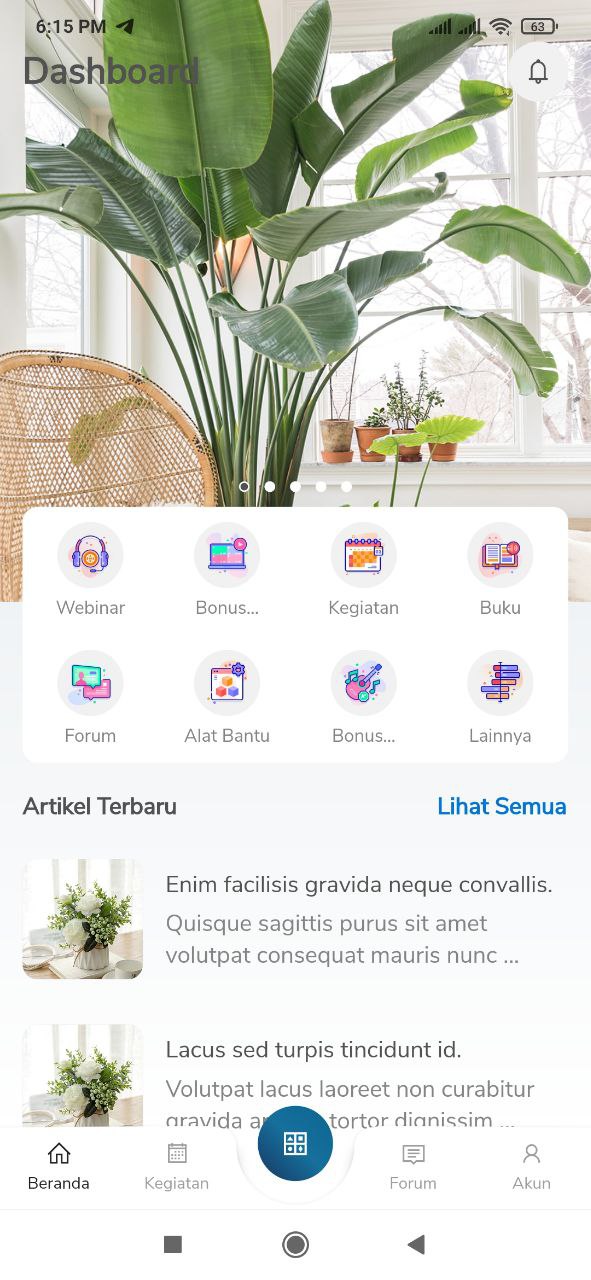 6:15 PM
63
Dashboard
Webinar
Bonus...
Kegiatan
Buku
Forum
Alat Bantu
Bonus...
Lainnya
Artikel Terbaru
Lihat Semua
Enim facilisis gravida neque convallis.
Quisque sagittis purus sit amet
volutpat consequat mauris nunc ...
Lacus sed turpis tincidunt id.
Volutpat lacus laoreet non curabitur
gravida tortor dignissim ...
Beranda
Kegiatan
Forum
Akun